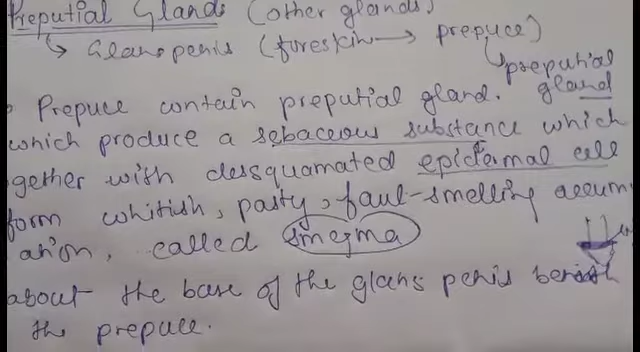 Preputial Glands (other glands)
↳ Glans penis (foreskin → prepuce)
↳ preputial
gland
Prepuce contain preputial gland.
which produce a sebaceous substance which
gether with dessquamated epidermal cell
form whitish, pasty, foul-smelling accum
ation, called smegma
about the base of the glans penis
the prepuce.